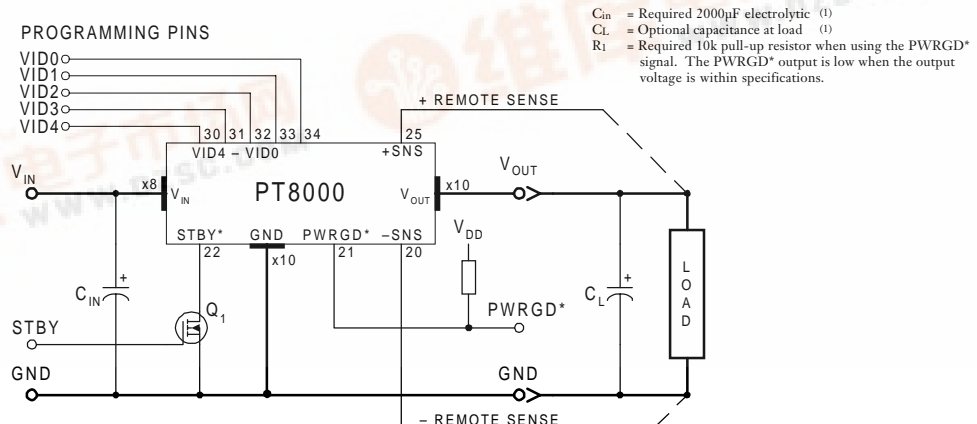 Cin = Required 2000µF electrolytic (1)
CL = Optional capacitance at load (1)
R1 = Required 10k pull-up resistor when using the PWRGD*
signal. The PWRGD* output is low when the output
voltage is within specifications.
PROGRAMMING PINS
VID0
VID1
VID2
VID3
VID4
+ REMOTE SENSE
30 31 32 33 34
25
VID4 – VID0
+SNS
VIN
x8
VIN
PT8000
VOUT
x10
VOUT
STBY*
GND
PWRGD*
–SNS
22
x10
21
20
VDD
CIN
+
Q1
PWRGD*
CL
+
LOAD
STBY
GND
GND
– REMOTE SENSE